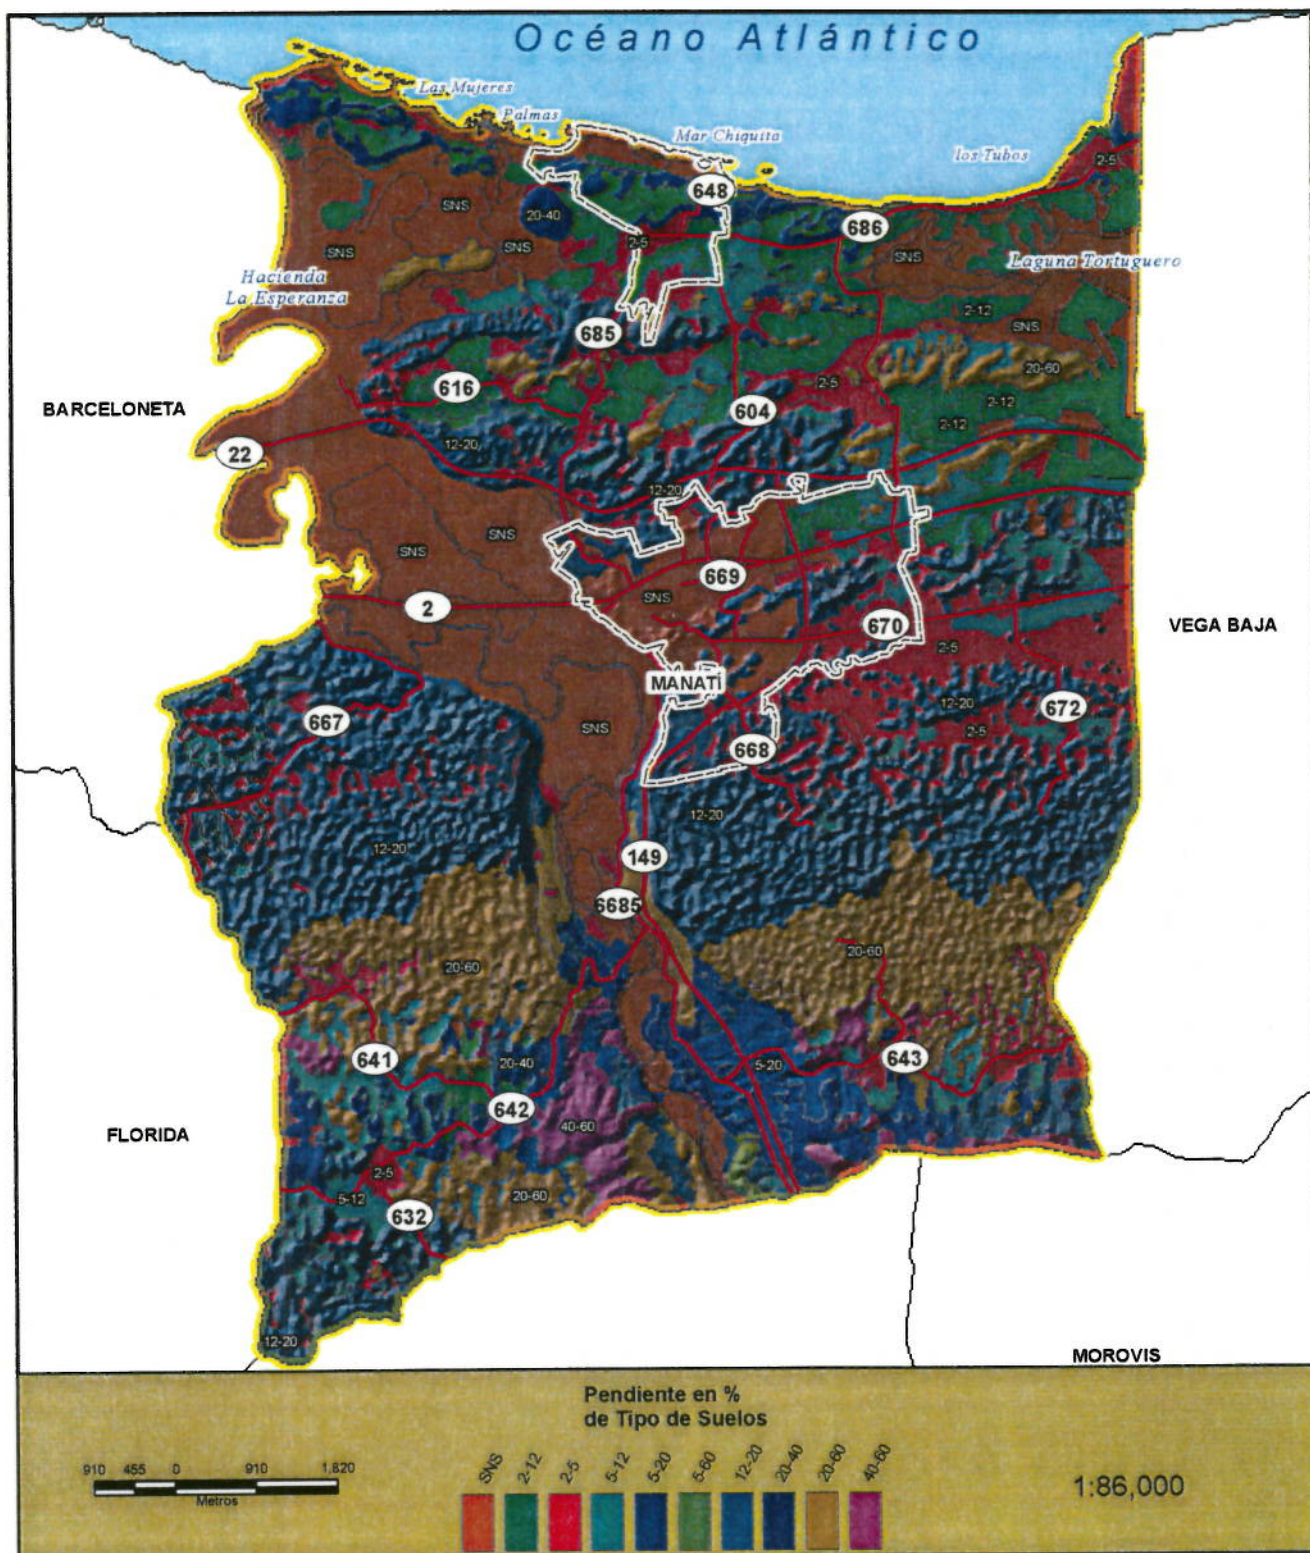 Océano Atlántico
Las Mujeres
Palmas
Mar Chiquita
los Tubos
2-5
648
SNS
20-40
686
SNS
2-5
SNS
SNS
Laguna Tortuguero
Hacienda
La Esperanza
2-12
SNS
685
20-60
616
2-5
BARCELONETA
604
2-12
2-12
22
12-20
12-20
SNS
SNS
669
2
SNS
670
VEGA BAJA
2-5
MANATÍ
12-20
667
672
SNS
2-5
668
12-20
12-20
149
6685
20-60
20-60
641
20-40
5-20
643
642
FLORIDA
40-60
2-5
5-12
20-60
632
12-20
MOROVIS
Pendiente en %
de Tipo de Suelos
910 455 0 910 1,820
Metros
SNS 2-12 2-5 5-12 5-20 5-60 12-20 20-40 20-60 40-60
1:86,000